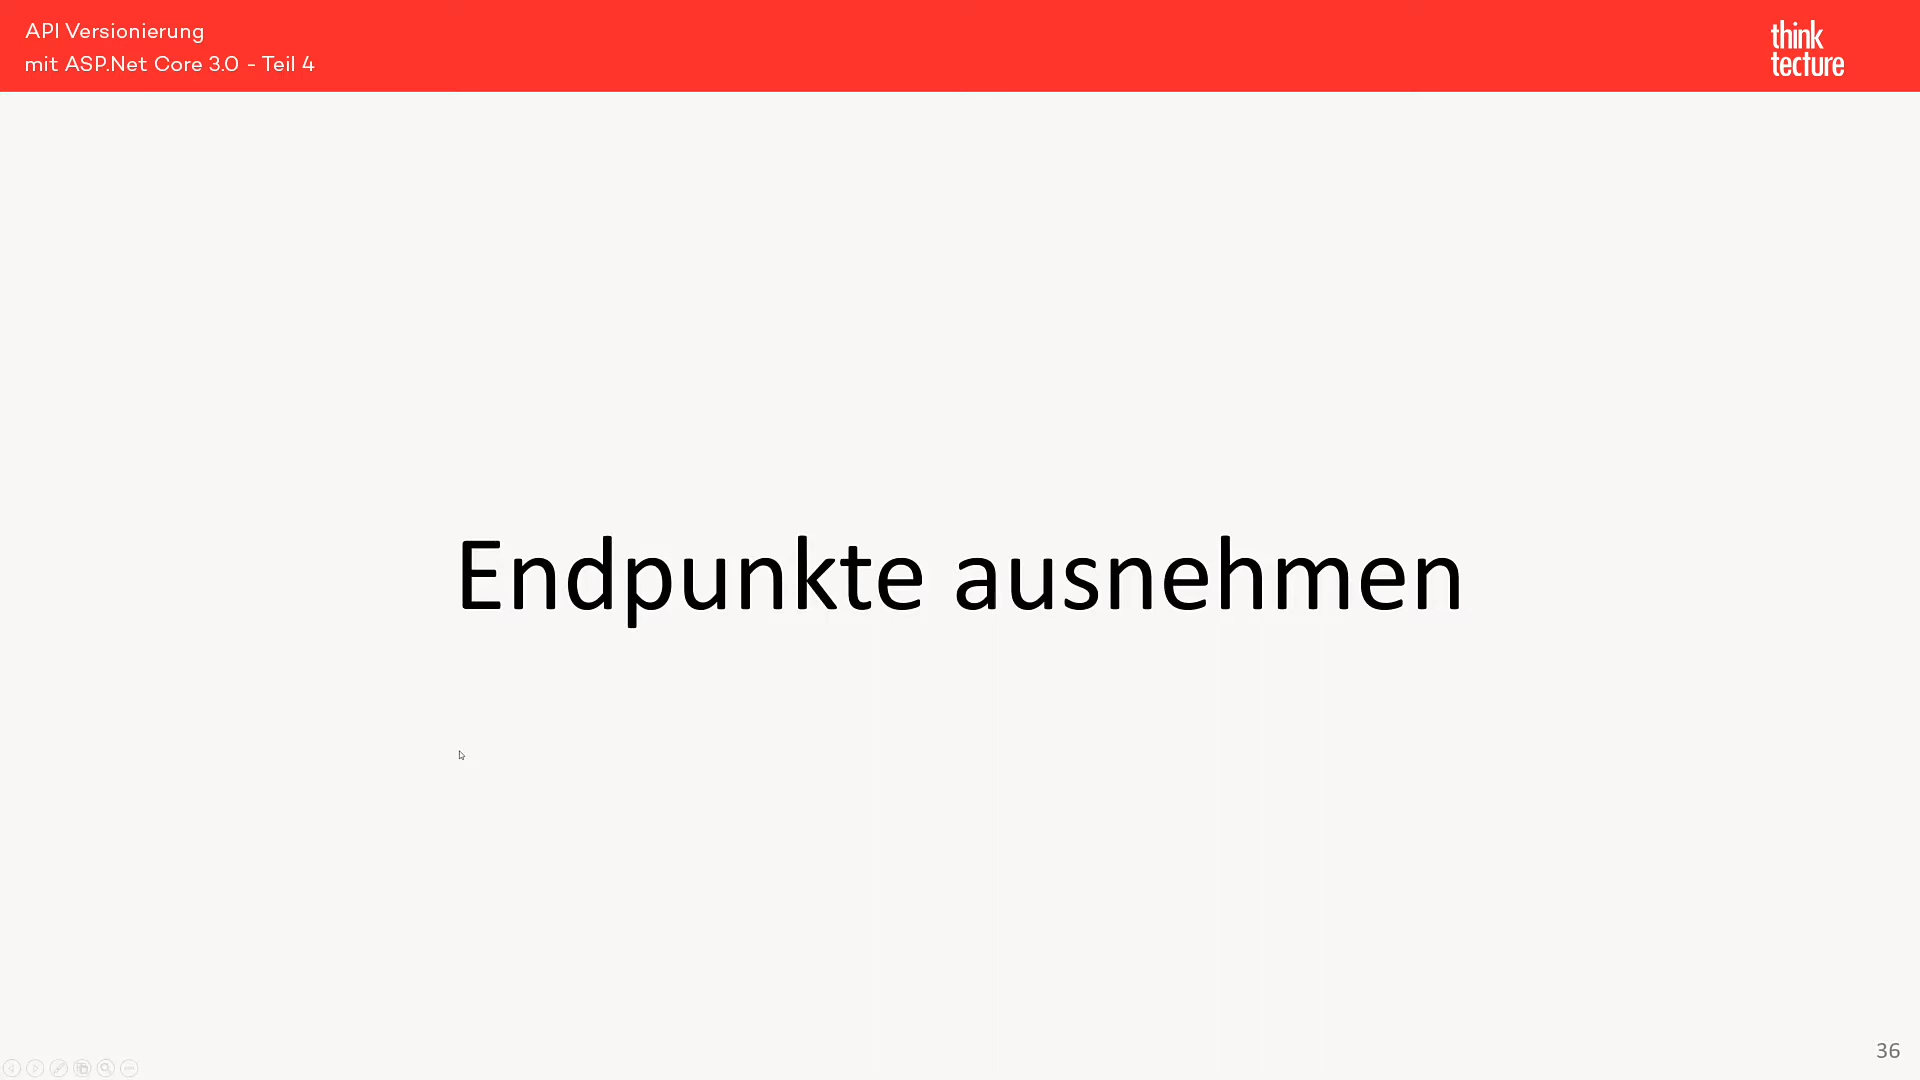 API Versionierung
mit ASP.Net Core 3.0 - Teil 4
think
tecture
Endpunkte ausnehmen
36